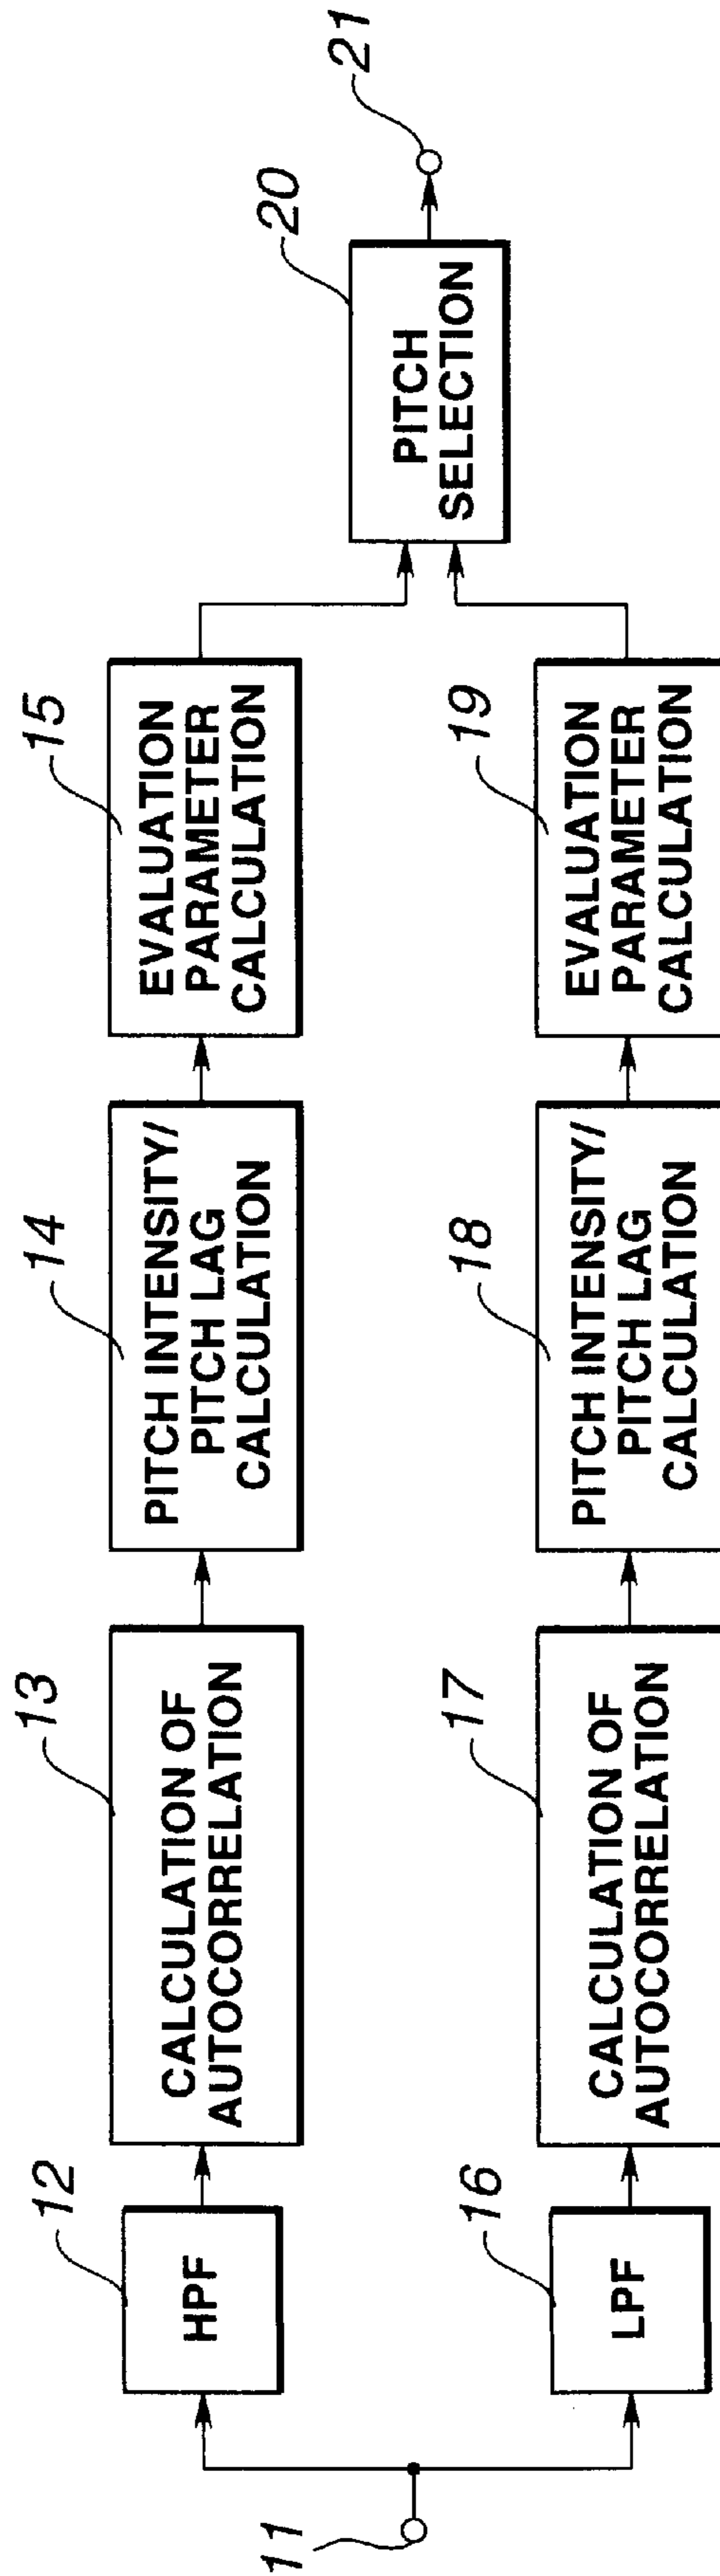 11
12
HPF
13
CALCULATION OF
AUTOCORRELATION
14
PITCH INTENSITY/
PITCH LAG
CALCULATION
15
EVALUATION
PARAMETER
CALCULATION
16
LPF
17
CALCULATION OF
AUTOCORRELATION
18
PITCH INTENSITY/
PITCH LAG
CALCULATION
19
EVALUATION
PARAMETER
CALCULATION
20
PITCH
SELECTION
21